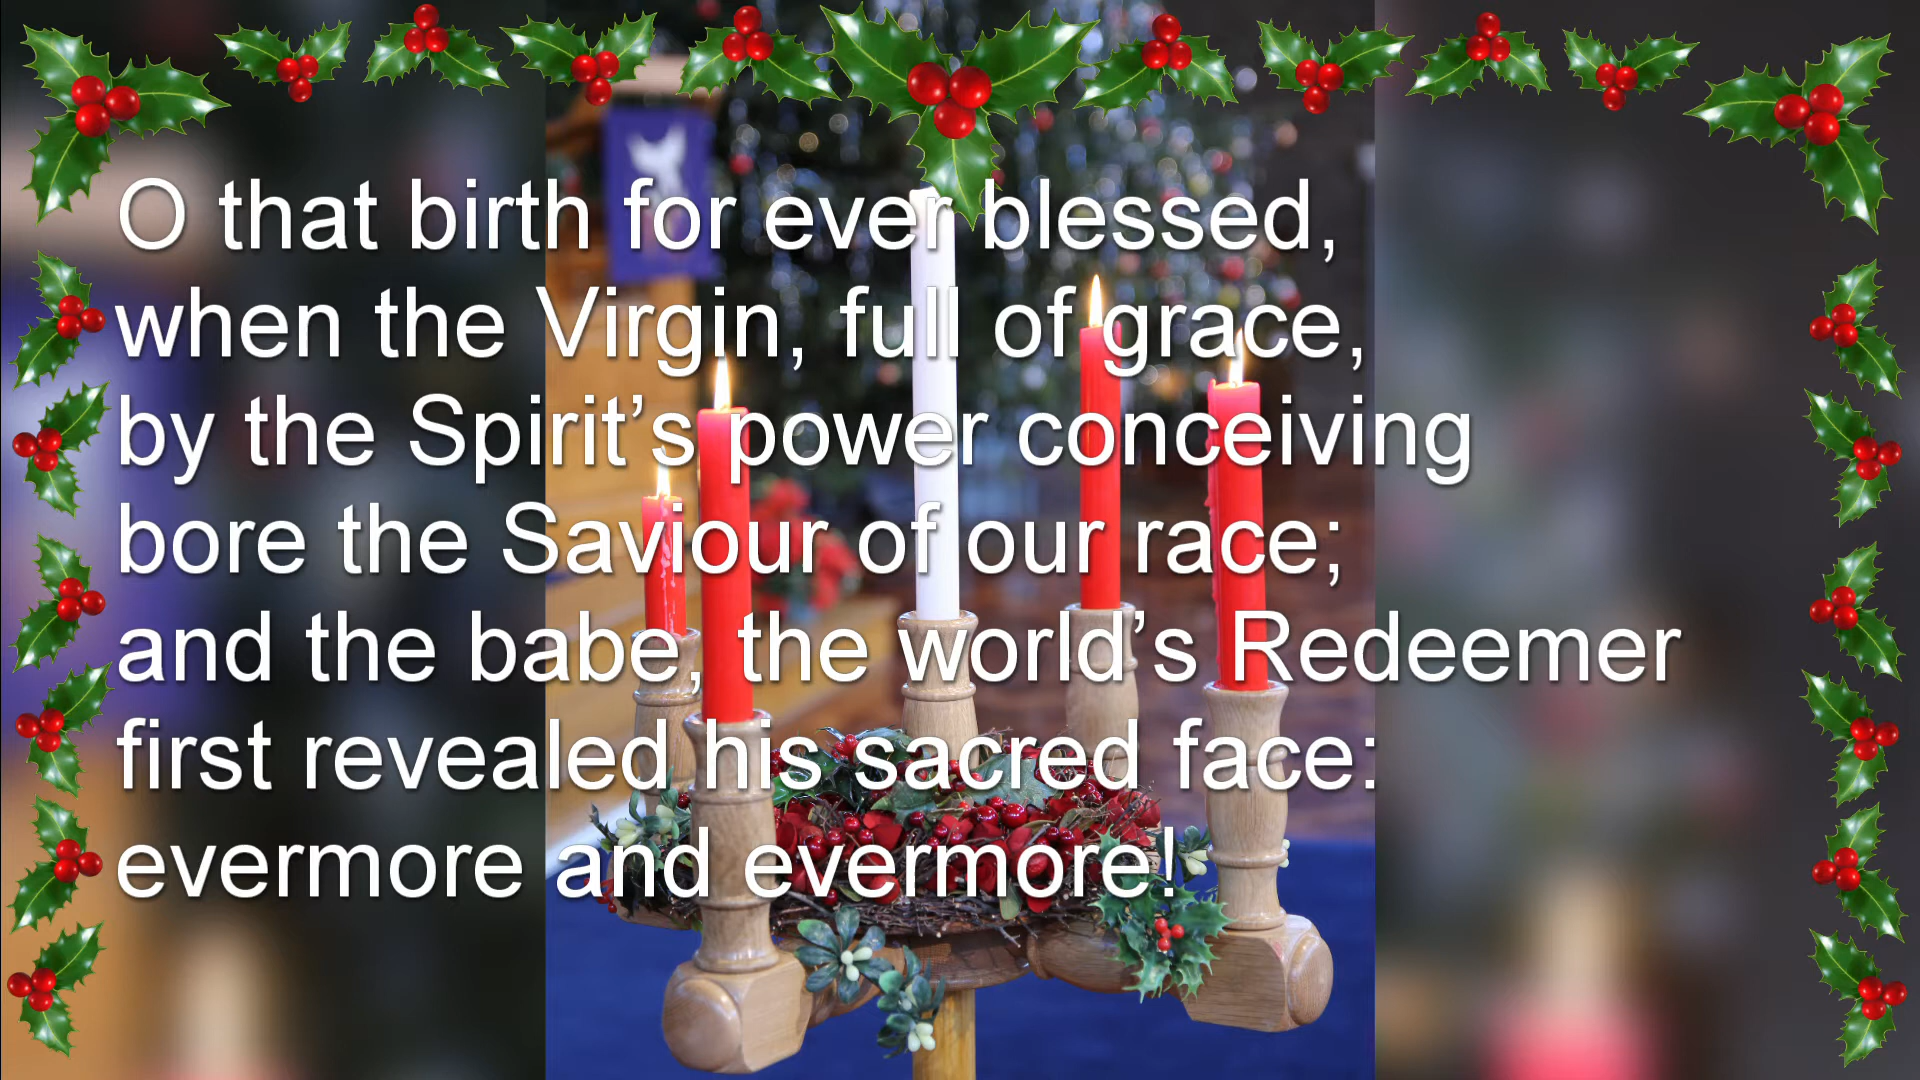 O that birth for ever blessed,
when the Virgin, full of grace,
by the Spirit’s power conceiving
bore the Saviour of our race;
and the babe, the world’s Redeemer
first revealed his sacred face:
evermore and evermore!